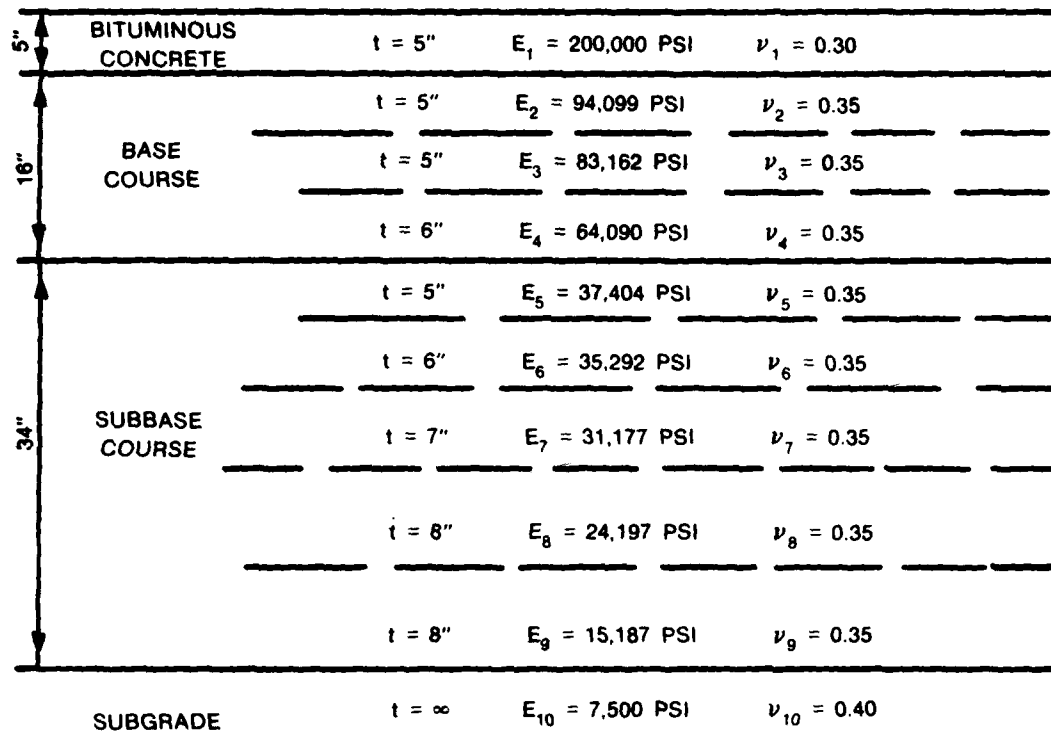 5"
BITUMINOUS CONCRETE t = 5" E₁ = 200,000 PSI ν₁ = 0.30
16"
BASE COURSE
t = 5" E₂ = 94,099 PSI ν₂ = 0.35
t = 5" E₃ = 83,162 PSI ν₃ = 0.35
t = 6" E₄ = 64,090 PSI ν₄ = 0.35
34"
SUBBASE COURSE
t = 5" E₅ = 37,404 PSI ν₅ = 0.35
t = 6" E₆ = 35,292 PSI ν₆ = 0.35
t = 7" E₇ = 31,177 PSI ν₇ = 0.35
t = 8" E₈ = 24,197 PSI ν₈ = 0.35
t = 8" E₉ = 15,187 PSI ν₉ = 0.35
SUBGRADE t = ∞ E₁₀ = 7,500 PSI ν₁₀ = 0.40